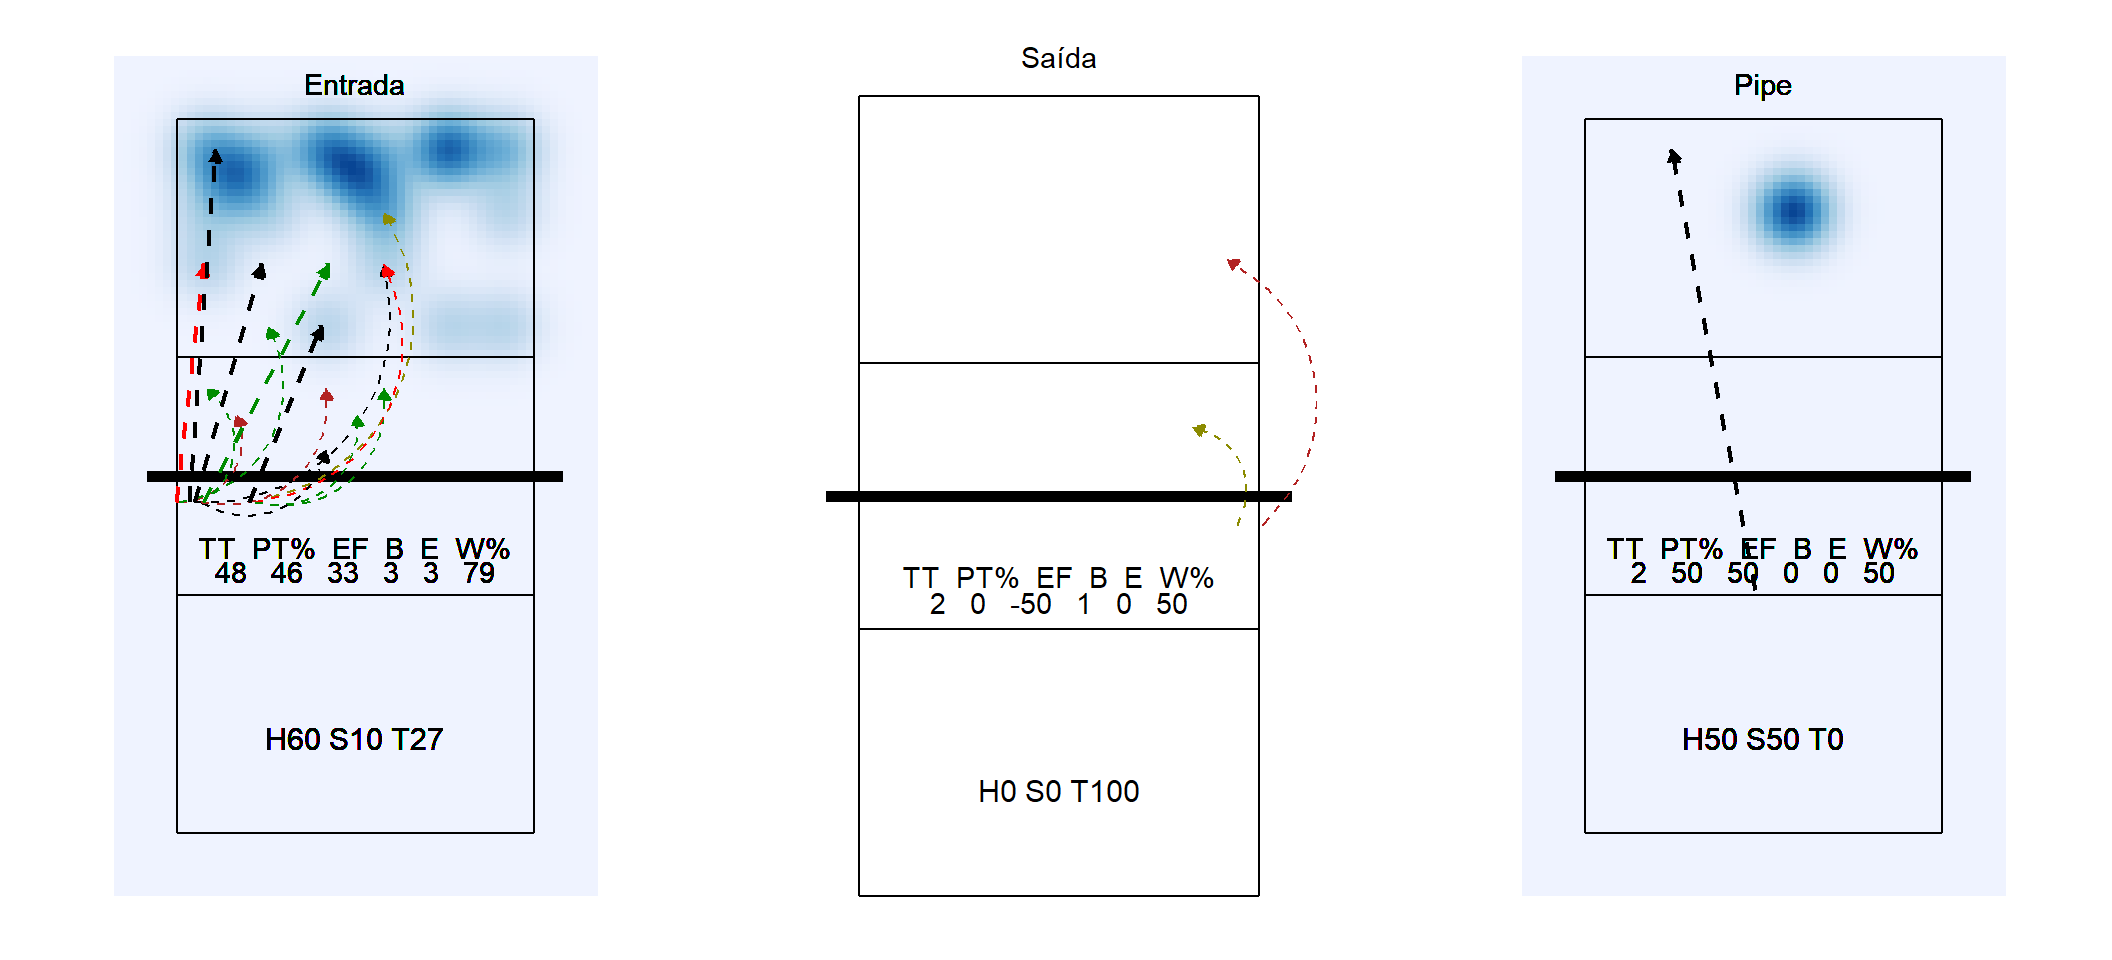 Entrada
TT PT% EF B E W%
48 46 33 3 3 79
H60 S10 T27
Saída
TT PT% EF B E W%
2 0 -50 1 0 50
H0 S0 T100
Pipe
TT PT% EF B E W%
2 50 50 0 0 50
H50 S50 T0